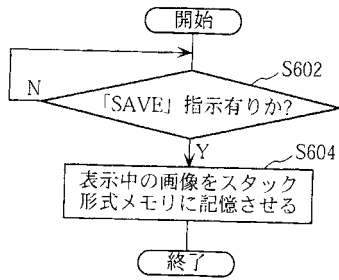 開始
S602
N
「SAVE」指示有りか?
Y
S604
表示中の画像をスタック
形式メモリに記憶させる
終了